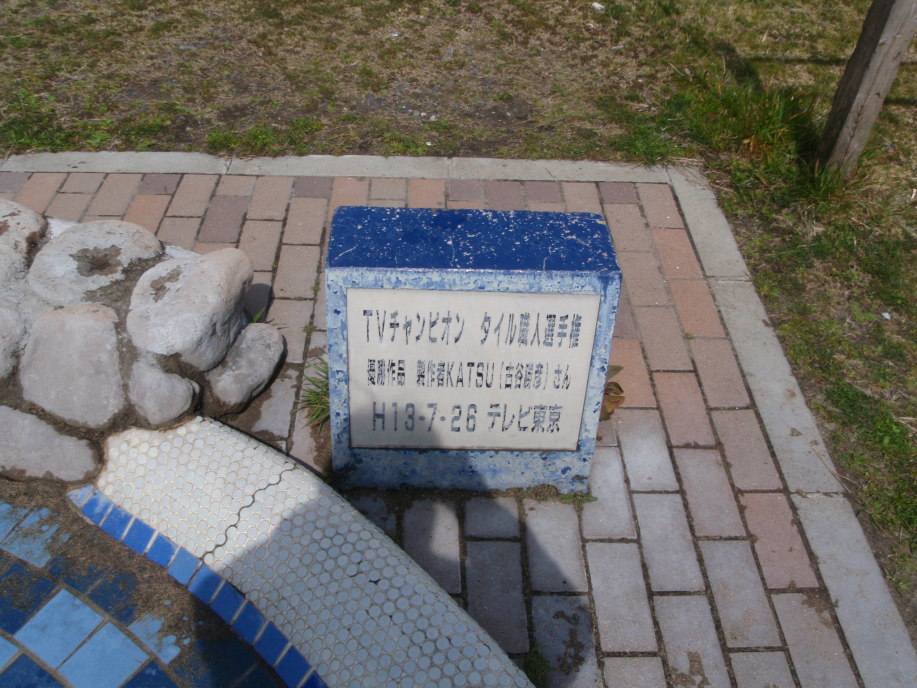 TVチャンピオン タイル職人選手権
優勝作品 製作者KATSU(吉谷勝彦)さん
H13-7-26 テレビ東京